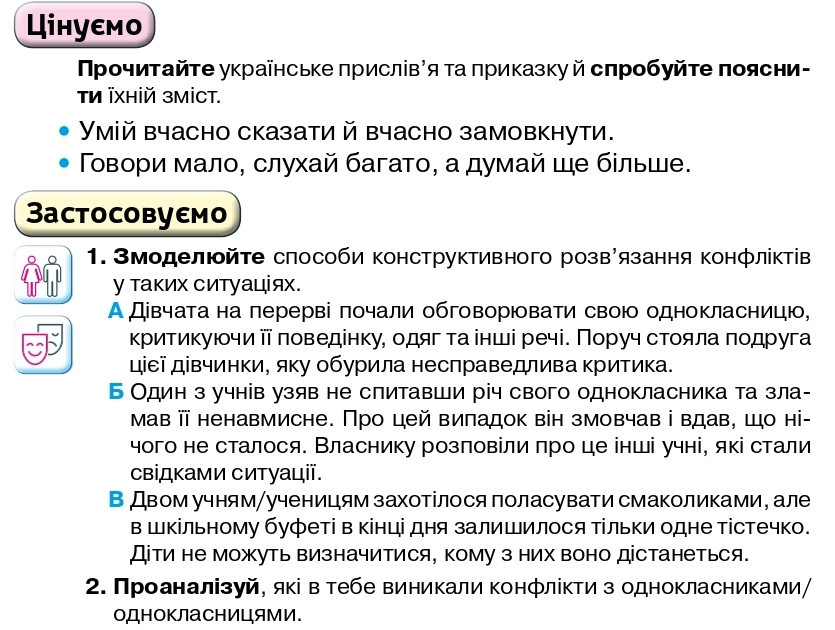 Цінуємо
Прочитайте українське прислів’я та приказку й спробуйте поясни-
ти їхній зміст.
• Умій вчасно сказати й вчасно замовкнути.
• Говори мало, слухай багато, а думай ще більше.
Застосовуємо
1. Змоделюйте способи конструктивного розв’язання конфліктів
у таких ситуаціях.
А Дівчата на перерві почали обговорювати свою однокласницю,
критикуючи її поведінку, одяг та інші речі. Поруч стояла подруга
цієї дівчинки, яку обурила несправедлива критика.
Б Один з учнів узяв не спитавши річ свого однокласника та зла-
мав її ненавмисне. Про цей випадок він змовчав і вдав, що ні-
чого не сталося. Власнику розповіли про це інші учні, які стали
свідками ситуації.
В Двом учням/ученицям захотілося поласувати смаколиками, але
в шкільному буфеті в кінці дня залишилося тільки одне тістечко.
Діти не можуть визначитися, кому з них воно дістанеться.
2. Проаналізуй, які в тебе виникали конфлікти з однокласниками/
однокласницями.